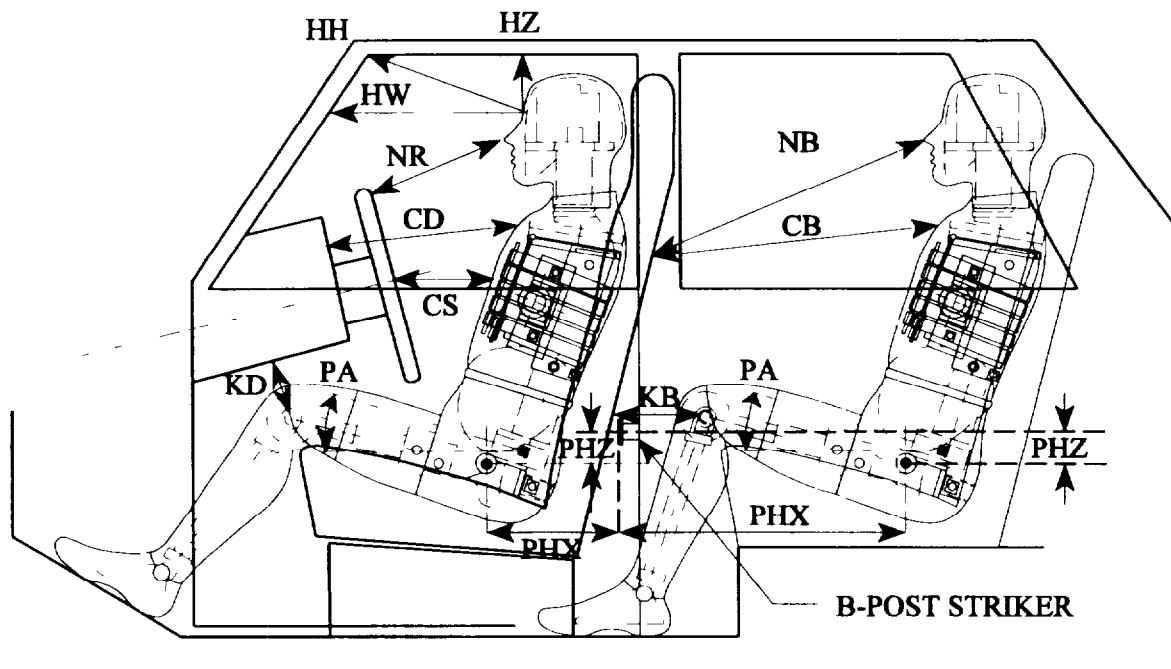 HZ
HH
HW
NR
NB
CD
CB
CS
KD
PA
KB
PA
PHZ
PHZ
PHX
PHX
B-POST STRIKER